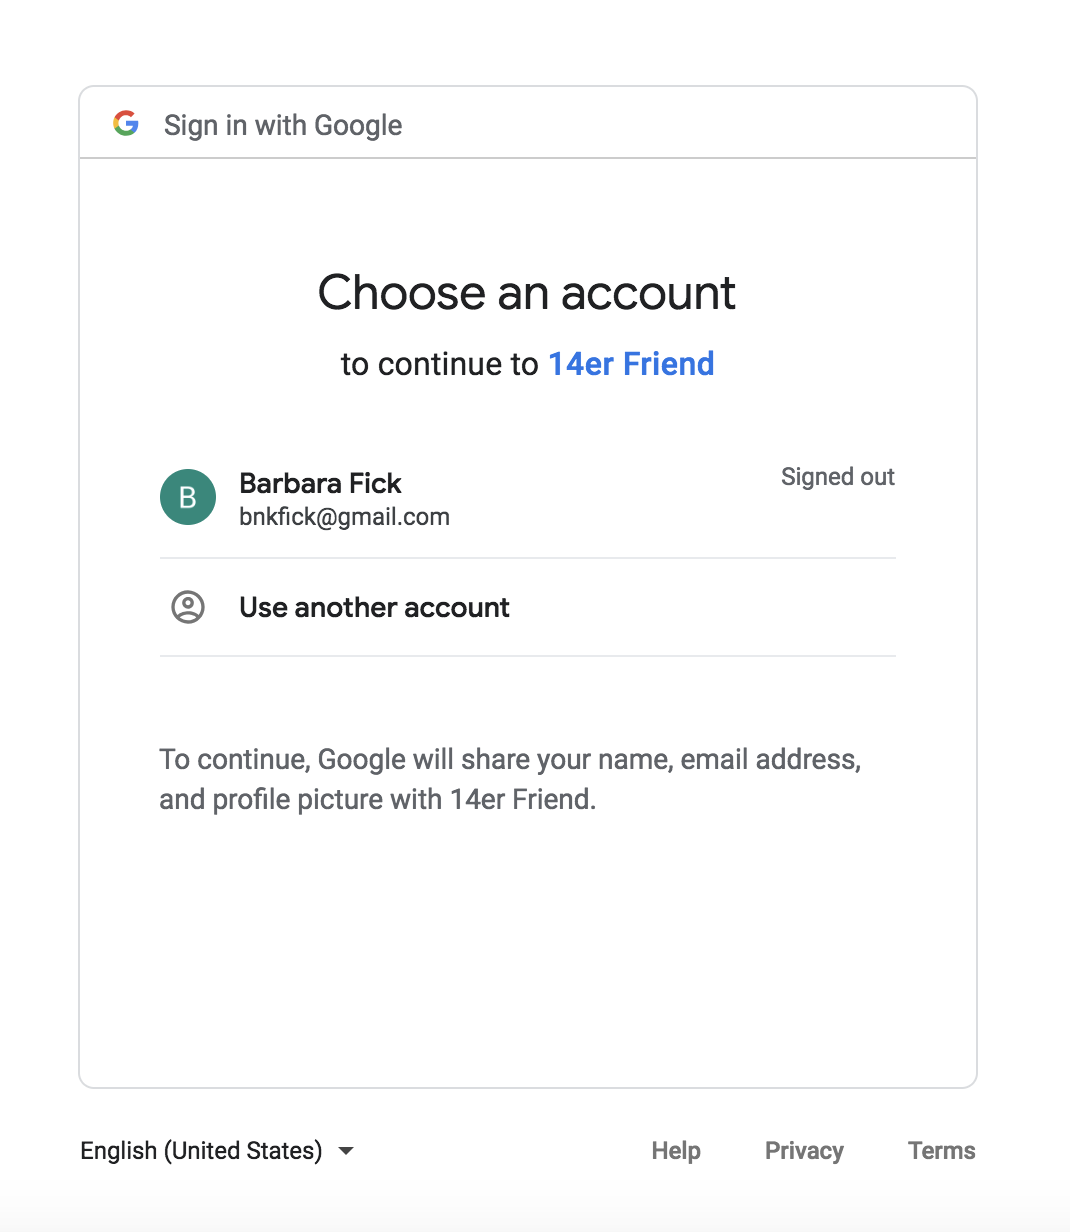 Sign in with Google
Choose an account
to continue to 14er Friend
B
Barbara Fick
Signed out
bnkfick@gmail.com
Use another account
To continue, Google will share your name, email address,
and profile picture with 14er Friend.
English (United States)
Help Privacy Terms